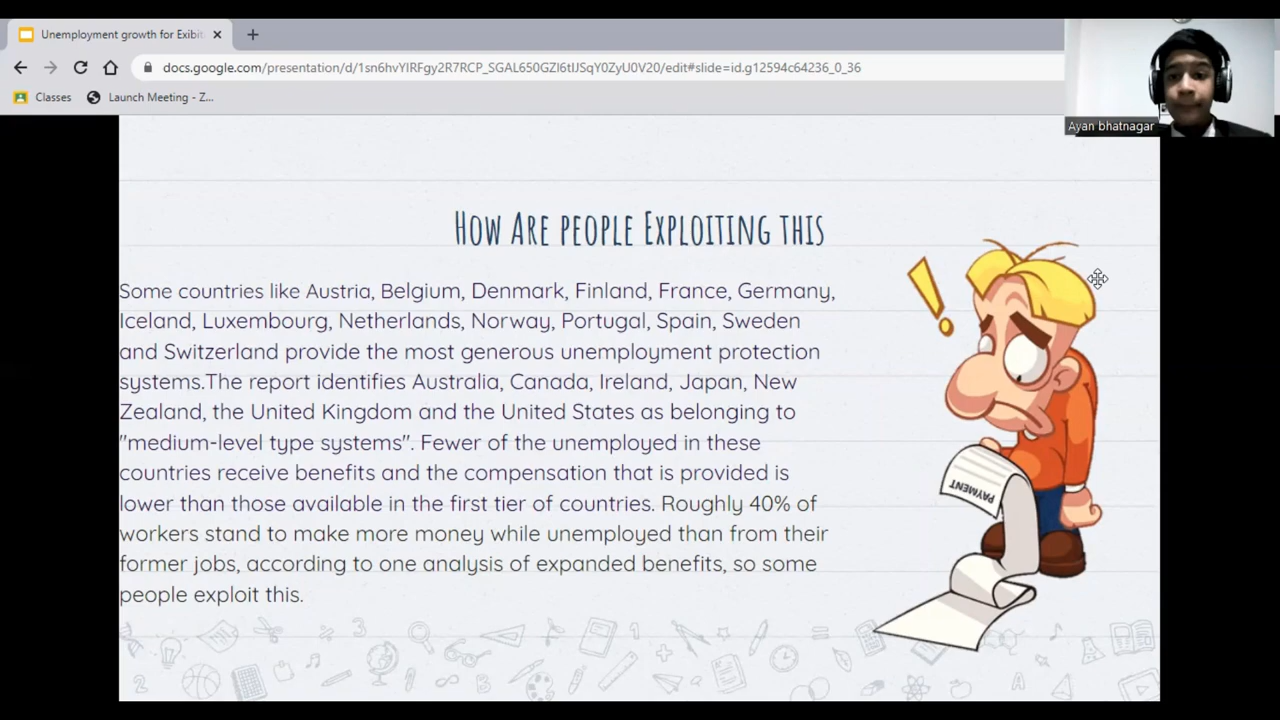 Unemployment growth for Exibit
docs.google.com/presentation/d/1sn6hvYIRFgy2R7RCP_SGAL650GZl6tIJSqY0ZyU0V20/edit#slide=id.g12594c64236_0_36
Classes
Launch Meeting - Z...
Ayan bhatnagar
How Are people Exploiting this
Some countries like Austria, Belgium, Denmark, Finland, France, Germany,
Iceland, Luxembourg, Netherlands, Norway, Portugal, Spain, Sweden
and Switzerland provide the most generous unemployment protection
systems.The report identifies Australia, Canada, Ireland, Japan, New
Zealand, the United Kingdom and the United States as belonging to
"medium-level type systems". Fewer of the unemployed in these
countries receive benefits and the compensation that is provided is
lower than those available in the first tier of countries. Roughly 40% of
workers stand to make more money while unemployed than from their
former jobs, according to one analysis of expanded benefits, so some
people exploit this.
PAYMENT